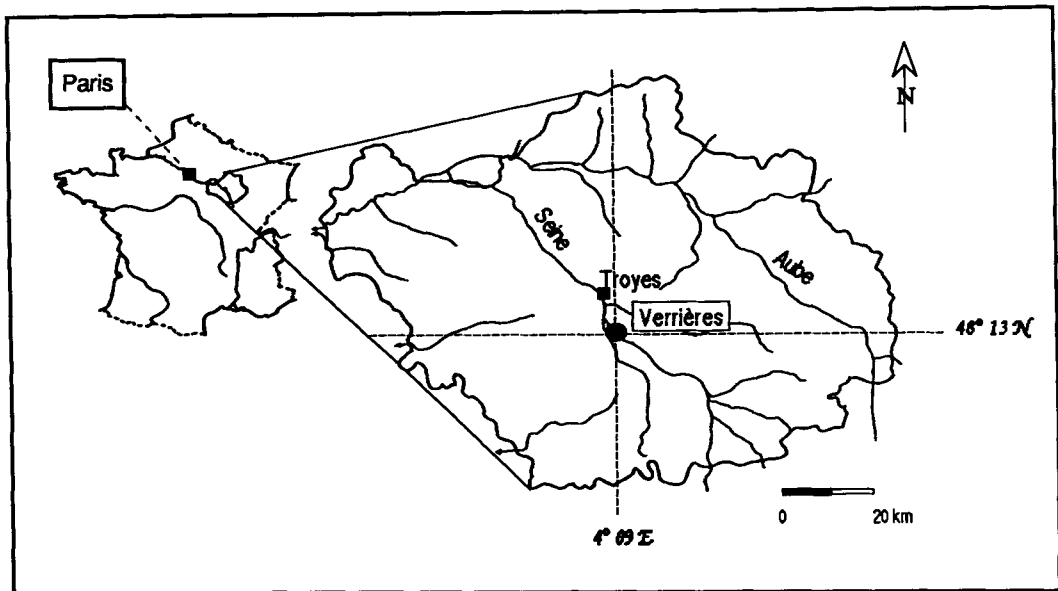 Paris
N
Seine
Aube
Troyes
Verrières
48° 13 N
0 20 km
4° 09 E